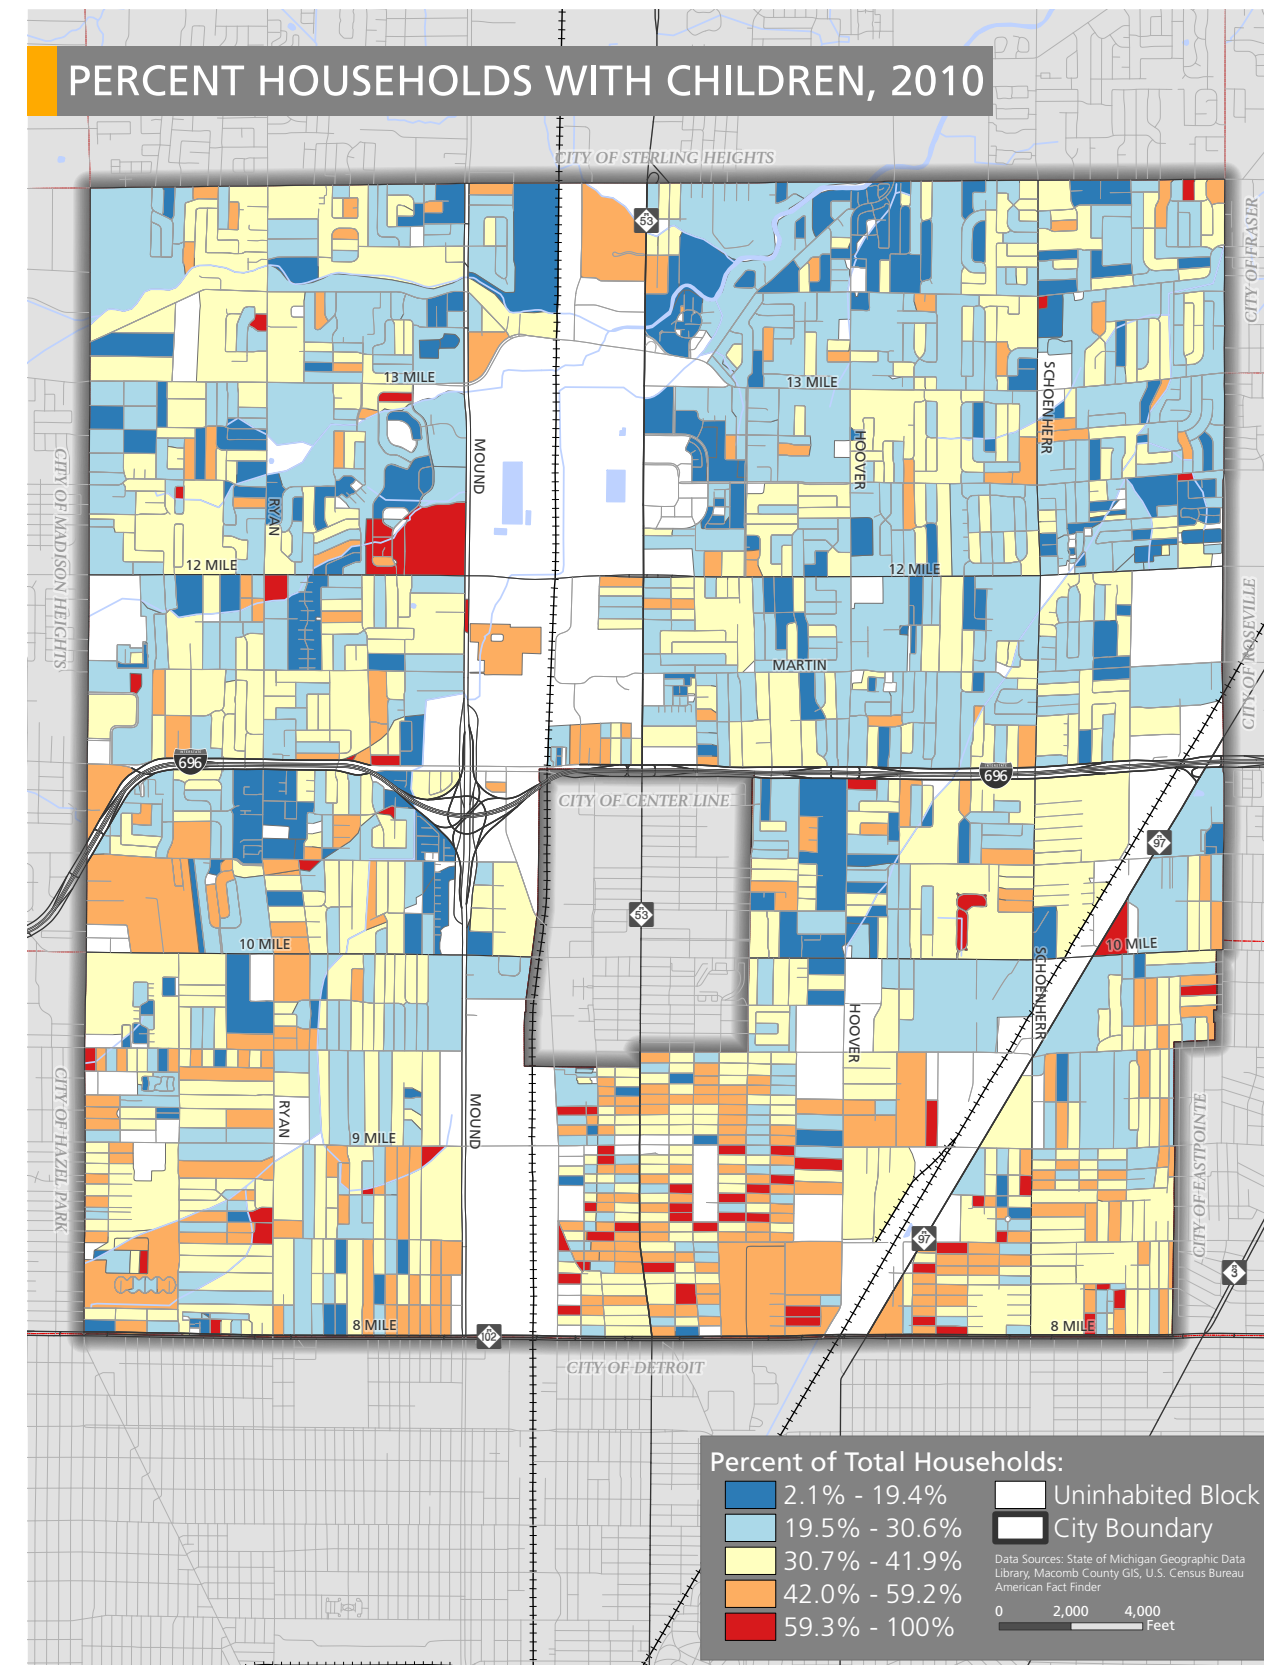 PERCENT HOUSEHOLDS WITH CHILDREN, 2010
CITY OF STERLING HEIGHTS
53
CITY OF FRASER
13 MILE
13 MILE
SCHOENHERR
MOUND
HOOVER
CITY OF MADISON HEIGHTS
RYAN
12 MILE
12 MILE
CITY OF ROSEVILLE
MARTIN
696
696
CITY OF CENTER LINE
97
53
10 MILE
10 MILE
SCHOENHERR
HOOVER
CITY OF HAZEL PARK
RYAN
MOUND
9 MILE
CITY OF EASTPOINTE
97
3
8 MILE
8 MILE
102
CITY OF DETROIT
Percent of Total Households:
2.1% - 19.4%
19.5% - 30.6%
30.7% - 41.9%
42.0% - 59.2%
59.3% - 100%
Uninhabited Block
City Boundary
Data Sources: State of Michigan Geographic Data
Library, Macomb County GIS, U.S. Census Bureau
American Fact Finder
0 2,000 4,000
Feet